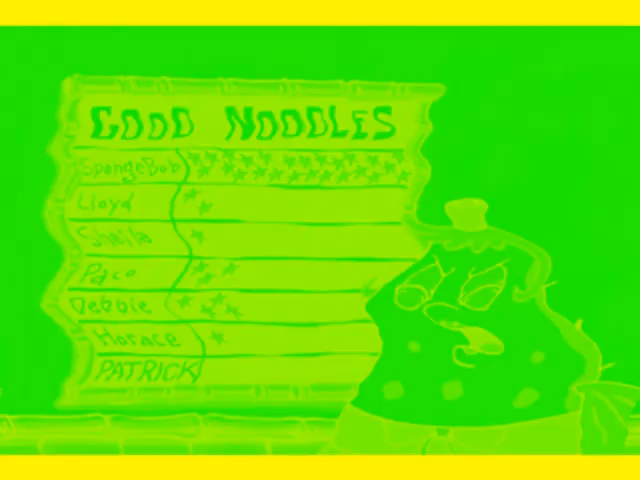 GOOD NOODLES
SpongeBob
Lloyd
Sheila
Paco
Debbie
Horace
PATRICK